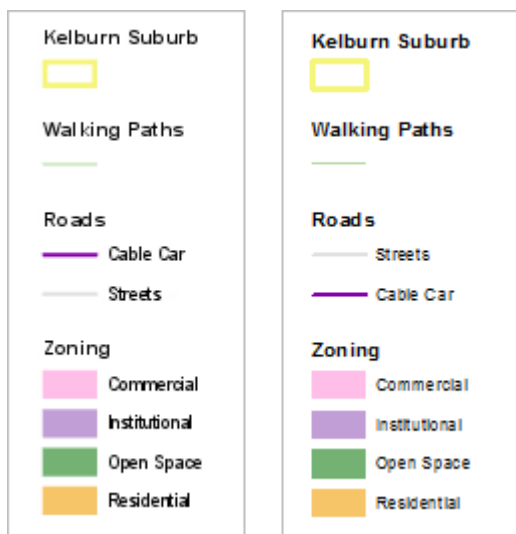 Kelburn Suburb
Walking Paths
Roads
Cable Car
Streets
Zoning
Commercial
Institutional
Open Space
Residential
Kelburn Suburb
Walking Paths
Roads
Streets
Cable Car
Zoning
Commercial
Institutional
Open Space
Residential